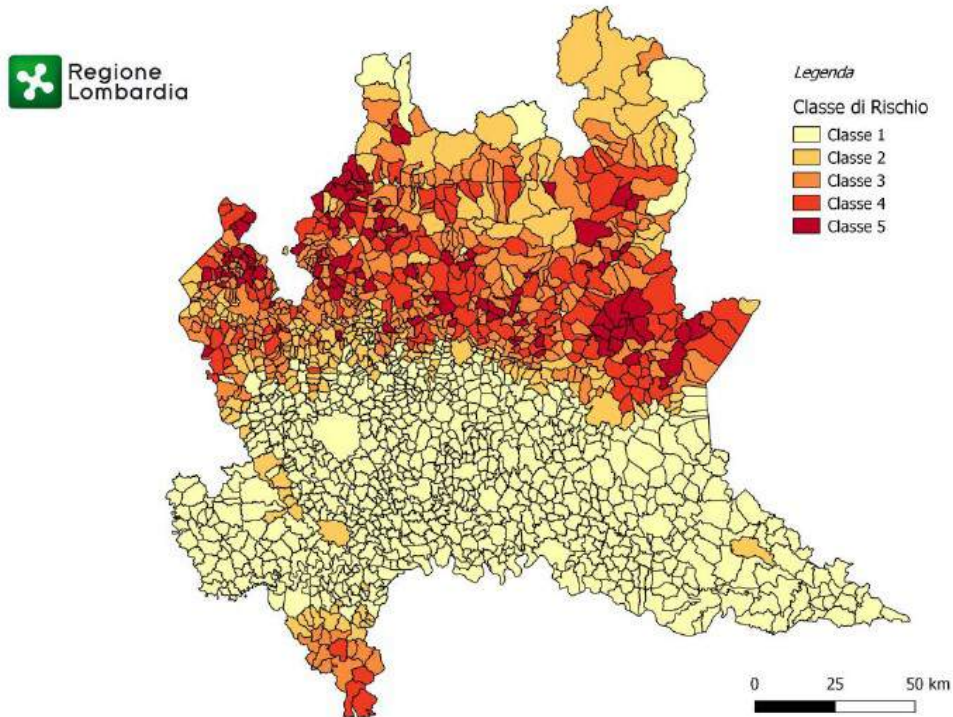 Regione
Lombardia
Legenda
Classe di Rischio
Classe 1
Classe 2
Classe 3
Classe 4
Classe 5
0 25 50 km